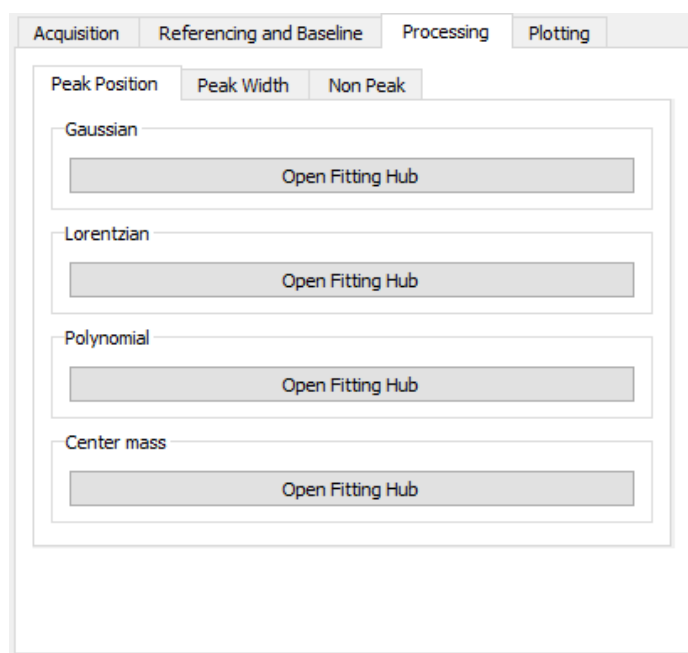 Acquisition Referencing and Baseline Processing Plotting
Peak Position Peak Width Non Peak
Gaussian
Open Fitting Hub
Lorentzian
Open Fitting Hub
Polynomial
Open Fitting Hub
Center mass
Open Fitting Hub